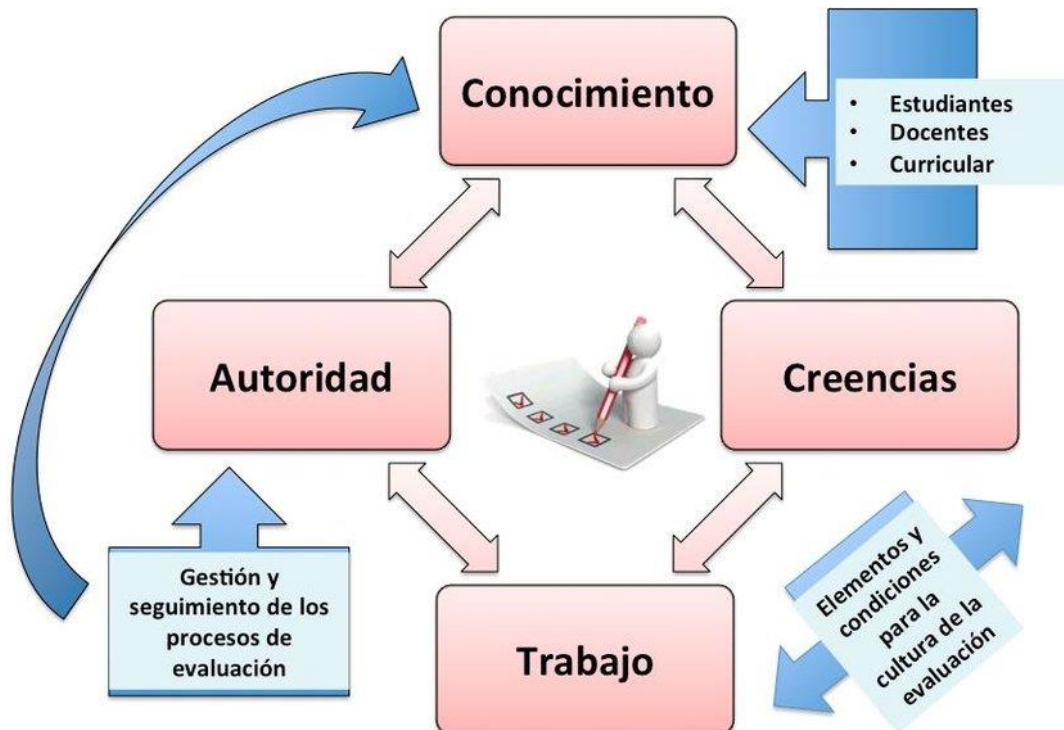 Conocimiento
• Estudiantes
• Docentes
• Curricular
Autoridad
Creencias
Gestión y
seguimiento de los
procesos de
evaluación
Trabajo
Elementos y
condiciones
para la
cultura de la
evaluación